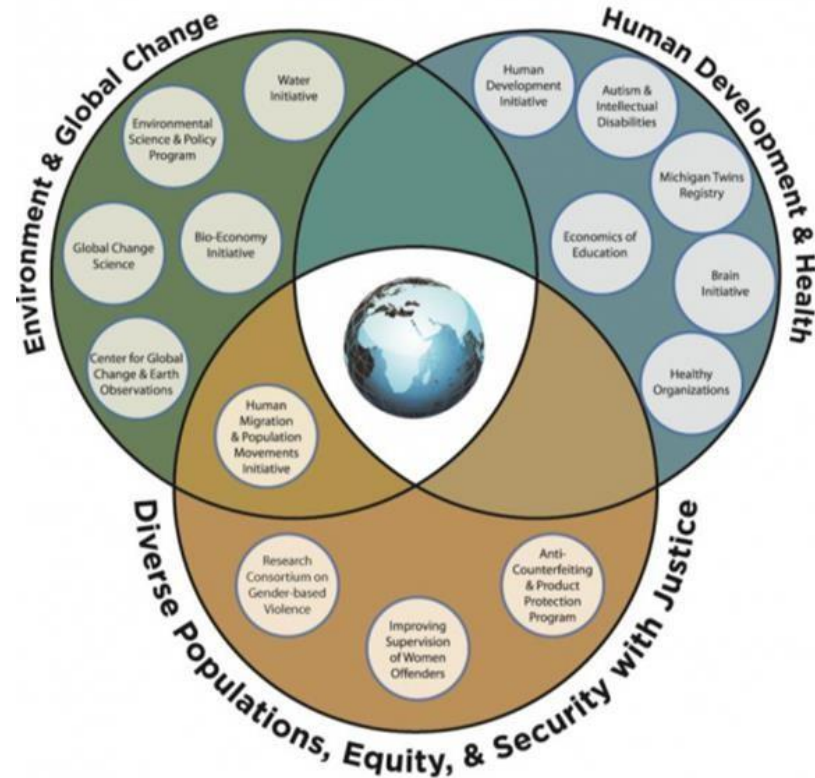 Environment & Global Change
Human Development & Health
Water
Initiative
Environmental
Science & Policy
Program
Global Change
Science
Bio-Economy
Initiative
Center for Global
Change & Earth
Observations
Human
Development
Initiative
Autism &
Intellectual
Disabilities
Michigan Twins
Registry
Economics of
Education
Brain
Initiative
Healthy
Organizations
Human
Migration
& Population
Movements
Initiative
Research
Consortium on
Gender-based
Violence
Improving
Supervision
of Women
Offenders
Anti-
Counterfeiting
& Product
Protection
Program
Diverse Populations, Equity, & Security with Justice